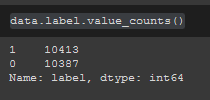 data.label.value_counts()
1    10413
0    10387
Name: label, dtype: int64